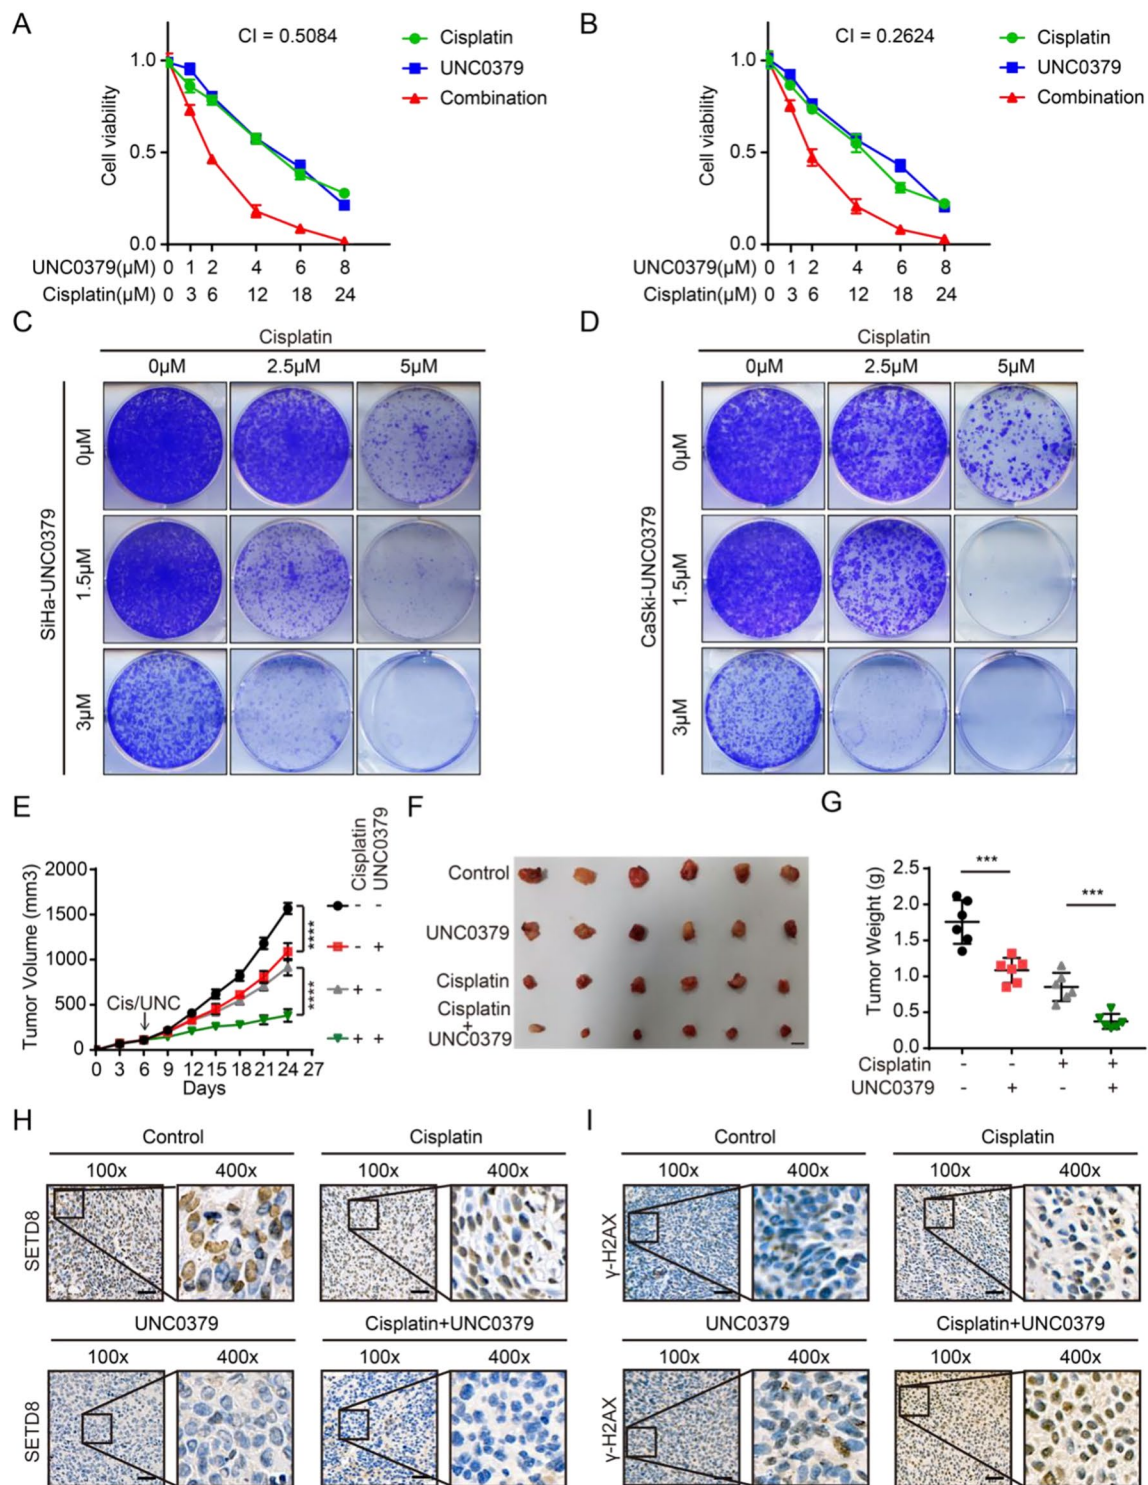 A
CI = 0.5084
Cisplatin
UNC0379
Combination
Cell viability
1.0
0.5
0.0
UNC0379(μM) 0 1 2 4 6 8
Cisplatin(μM) 0 3 6 12 18 24
B
CI = 0.2624
Cisplatin
UNC0379
Combination
Cell viability
1.0
0.5
0.0
UNC0379(μM) 0 1 2 4 6 8
Cisplatin(μM) 0 3 6 12 18 24
C
Cisplatin
0μM 2.5μM 5μM
SiHa-UNC0379
0μM
1.5μM
3μM
D
Cisplatin
0μM 2.5μM 5μM
CaSki-UNC0379
0μM
1.5μM
3μM
E
Tumor Volume (mm3)
2000
1500
1000
500
0
Cis/UNC
0 3 6 9 12 15 18 21 24 27
Days
****
****
Cisplatin
UNC0379
- -
- +
+ -
+ +
F
Control
UNC0379
Cisplatin
Cisplatin
+
UNC0379
G
Tumor Weight (g)
2.5
2.0
1.5
1.0
0.5
0.0
***
***
Cisplatin - - + +
UNC0379 - + - +
H
Control Cisplatin
100x 400x 100x 400x
SETD8
UNC0379 Cisplatin+UNC0379
100x 400x 100x 400x
SETD8
I
Control Cisplatin
100x 400x 100x 400x
γ-H2AX
UNC0379 Cisplatin+UNC0379
100x 400x 100x 400x
γ-H2AX